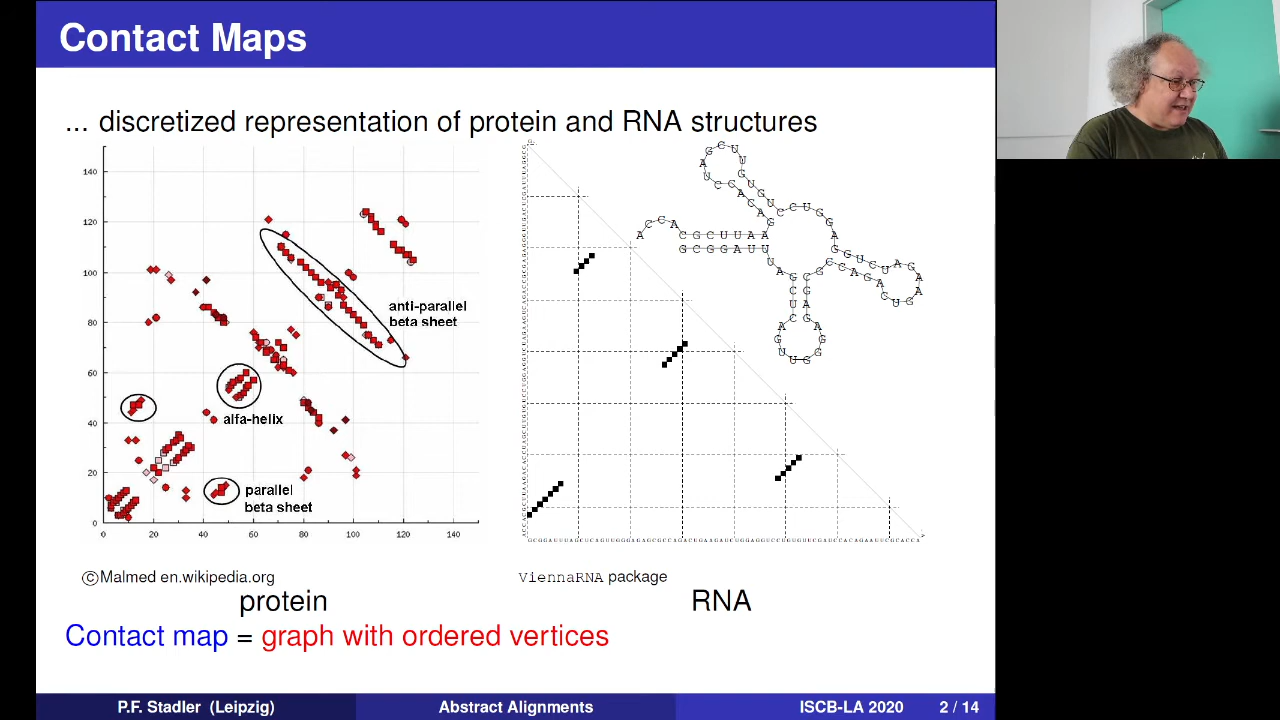 Contact Maps
... discretized representation of protein and RNA structures
140
120
100
80
60
40
20
0
0 20 40 60 80 100 120 140
anti-parallel
beta sheet
alfa-helix
parallel
beta sheet
©Malmed en.wikipedia.org
ViennaRNA package
protein
RNA
Contact map = graph with ordered vertices
P.F. Stadler (Leipzig)
Abstract Alignments
ISCB-LA 2020
2 / 14